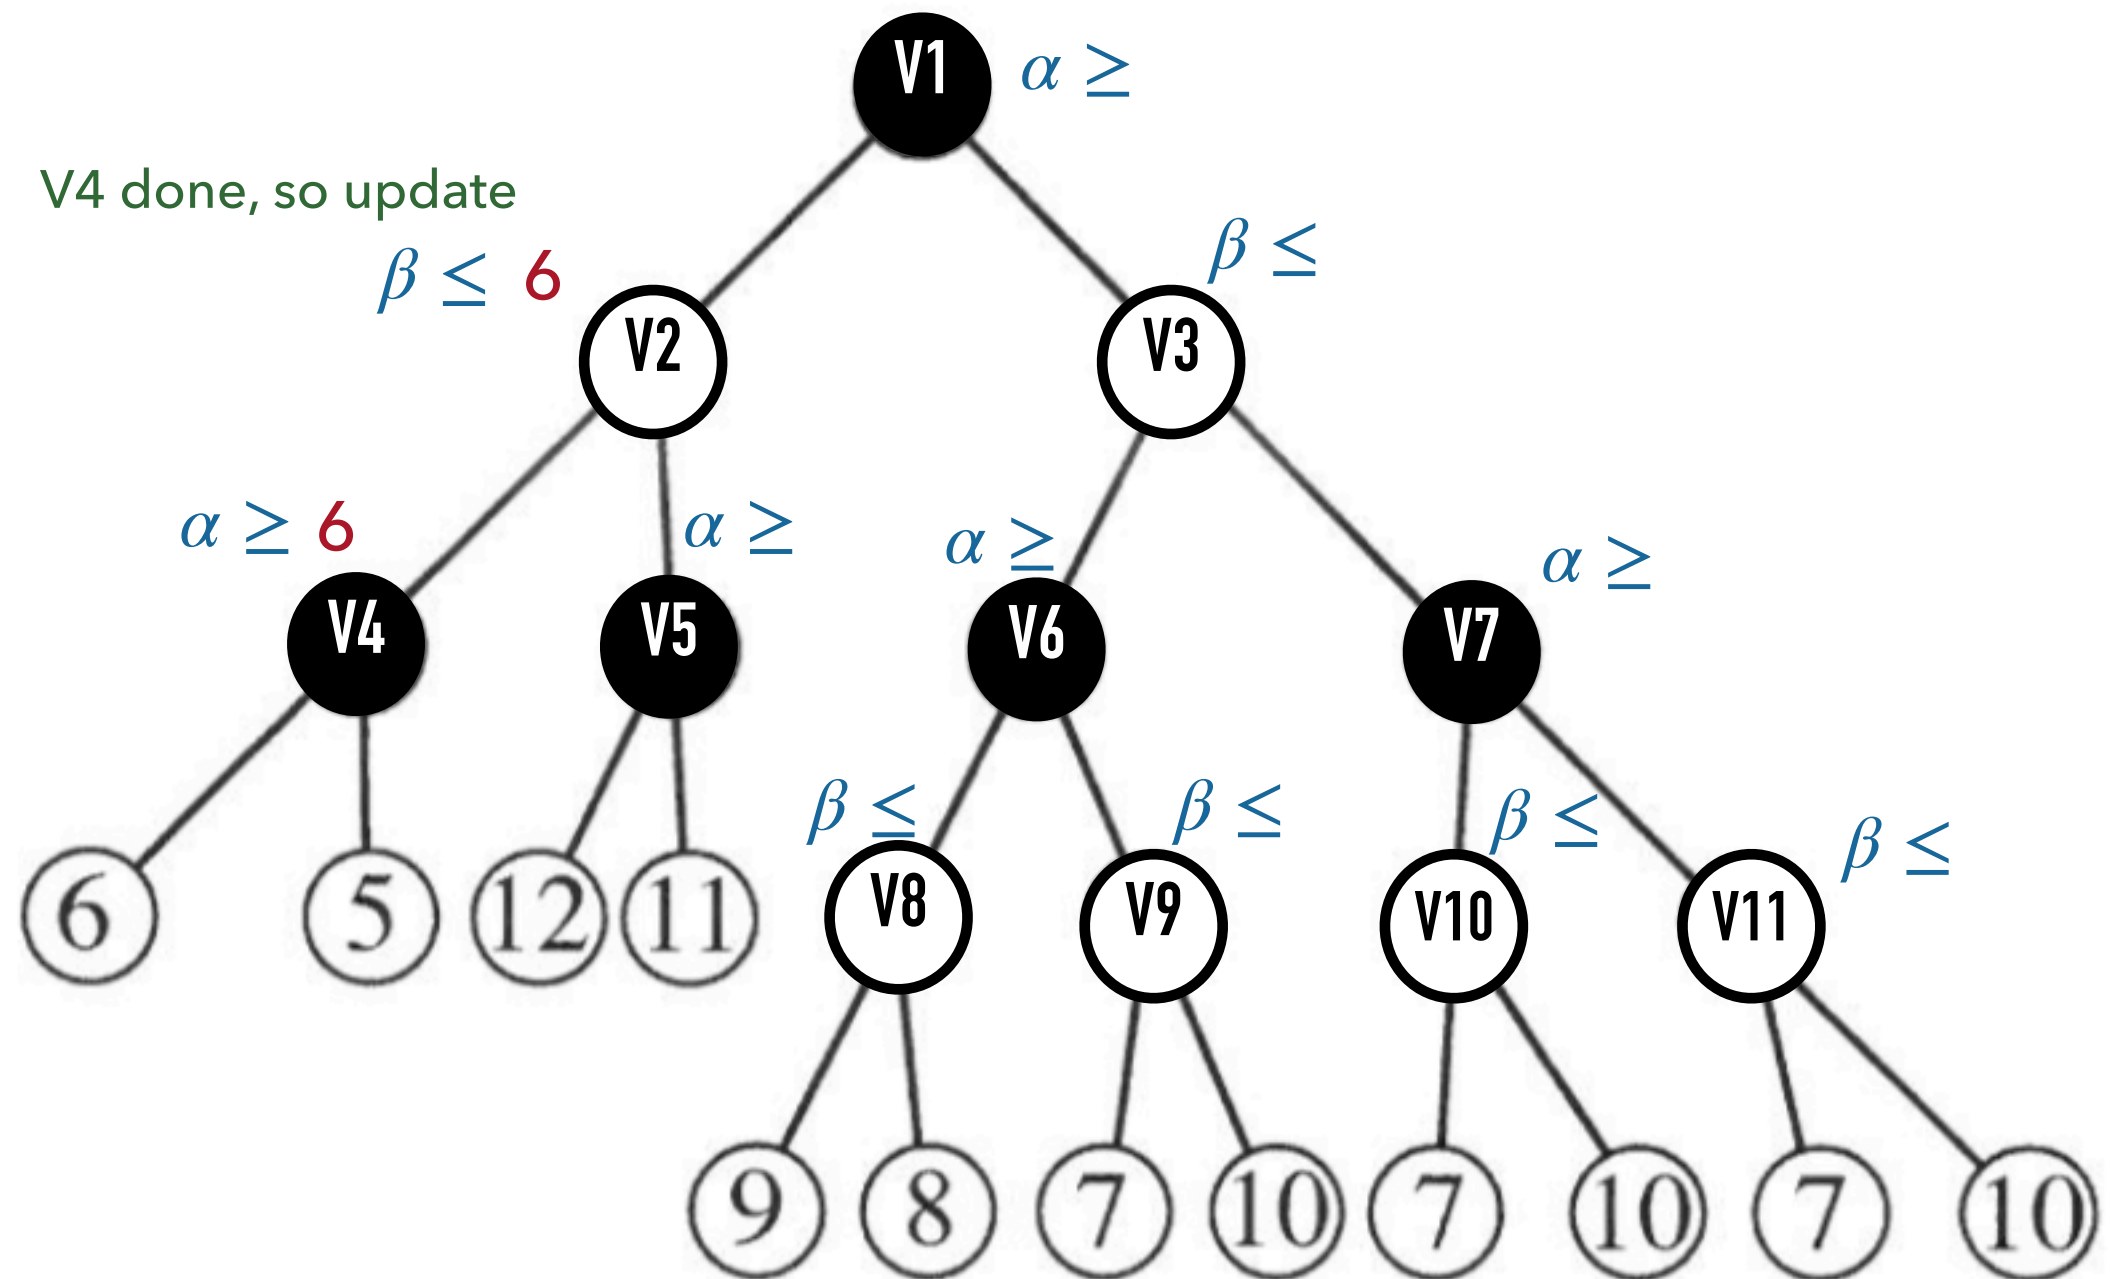 V1 α ≥
V4 done, so update
β ≤ 6 β ≤
V2 V3
α ≥ 6 α ≥ α ≥ α ≥
V4 V5 V6 V7
β ≤ β ≤ β ≤ β ≤
6 5 12 11 V8 V9 V10 V11
9 8 7 10 7 10 7 10